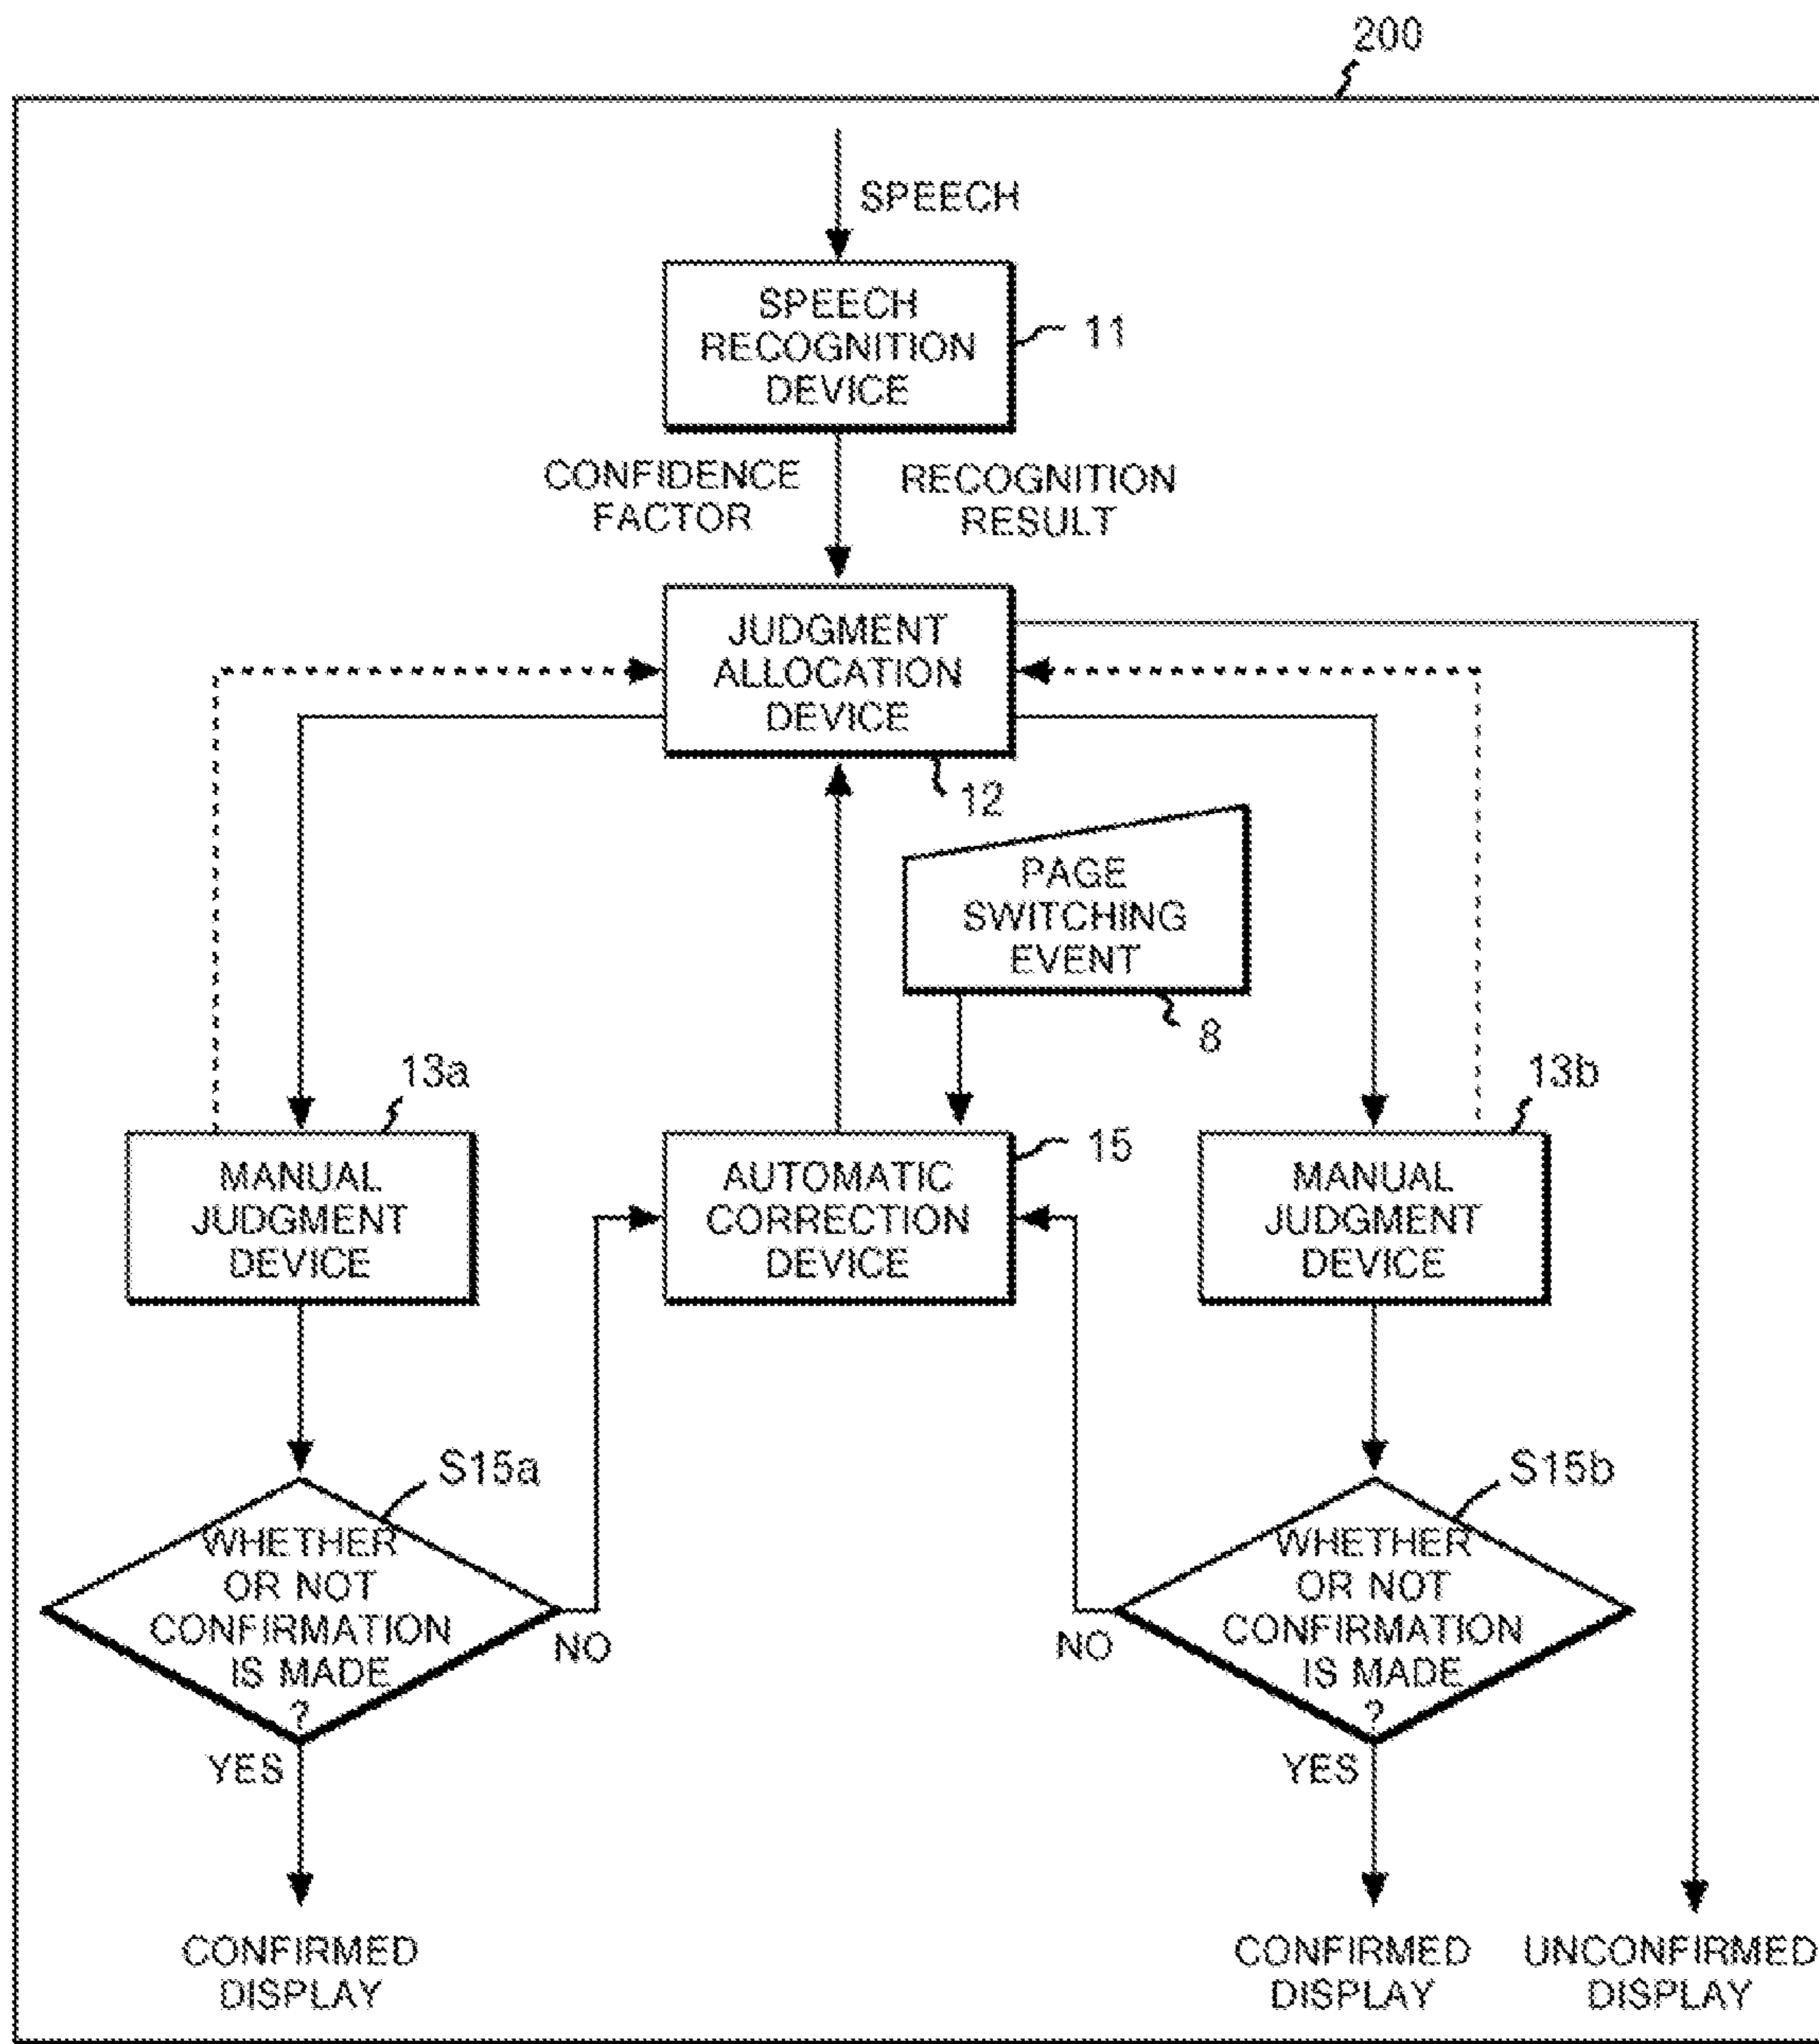 200
SPEECH
SPEECH
RECOGNITION
DEVICE
11
CONFIDENCE
FACTOR
RECOGNITION
RESULT
JUDGMENT
ALLOCATION
DEVICE
12
PAGE
SWITCHING
EVENT
8
13a
MANUAL
JUDGMENT
DEVICE
15
AUTOMATIC
CORRECTION
DEVICE
13b
MANUAL
JUDGMENT
DEVICE
S15a
WHETHER
OR NOT
CONFIRMATION
IS MADE
?
NO
YES
S15b
WHETHER
OR NOT
CONFIRMATION
IS MADE
?
NO
YES
CONFIRMED
DISPLAY
CONFIRMED
DISPLAY
UNCONFIRMED
DISPLAY